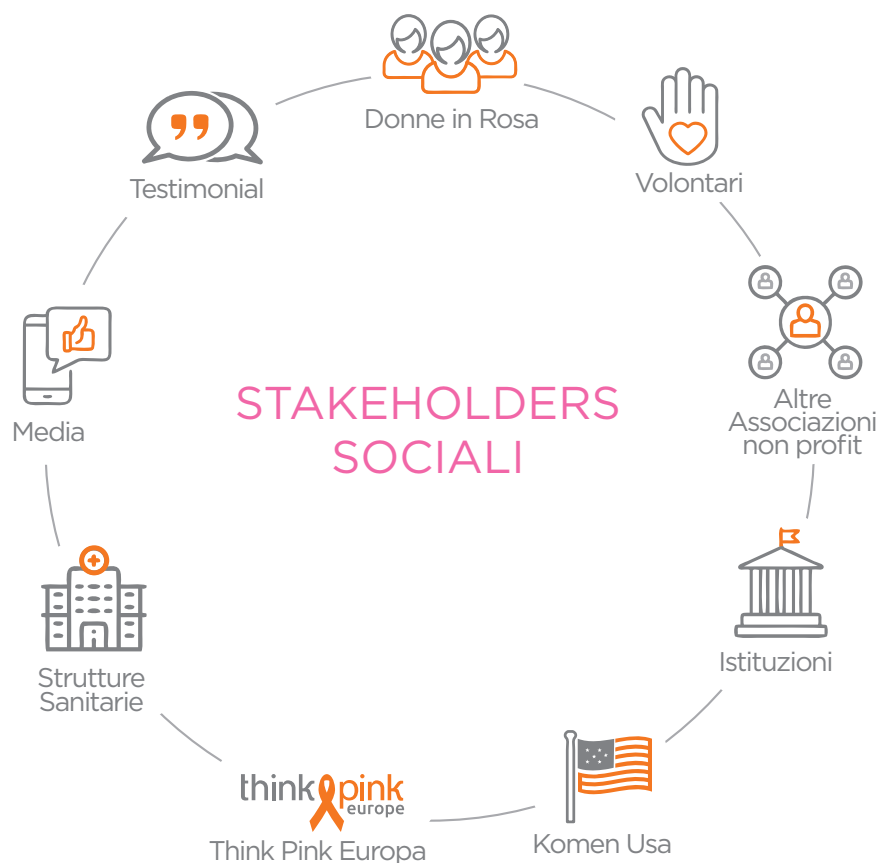 Donne in Rosa
Volontari
Altre
Associazioni
non profit
Istituzioni
Komen Usa
think pink
europe
Think Pink Europa
Strutture
Sanitarie
Media
Testimonial
STAKEHOLDERS
SOCIALI